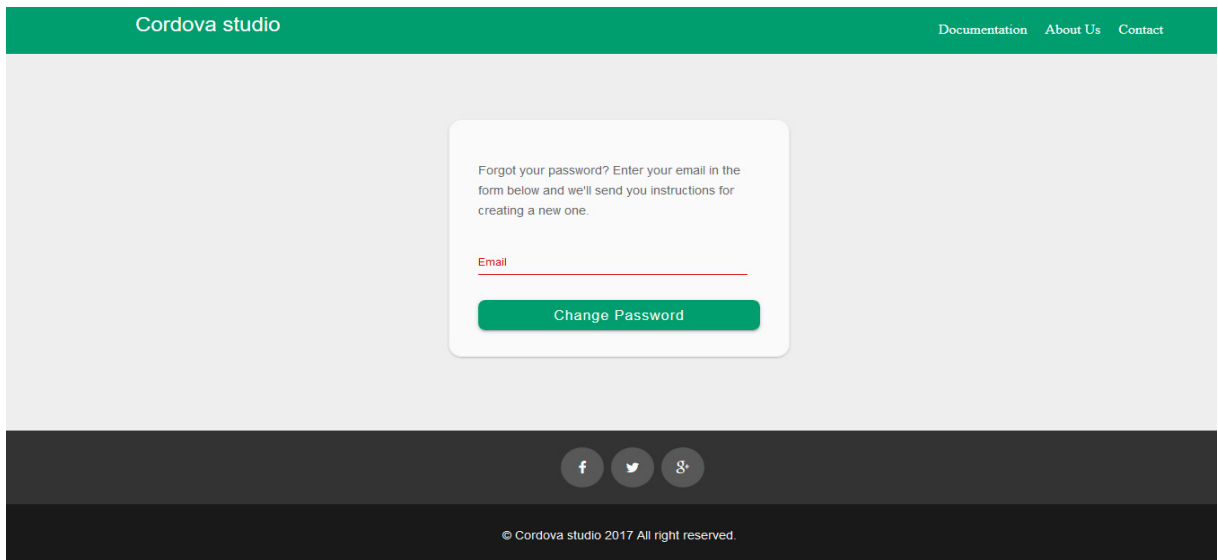 Cordova studio
Documentation About Us Contact
Forgot your password? Enter your email in the
form below and we'll send you instructions for
creating a new one.
Email
Change Password
© Cordova studio 2017 All right reserved.